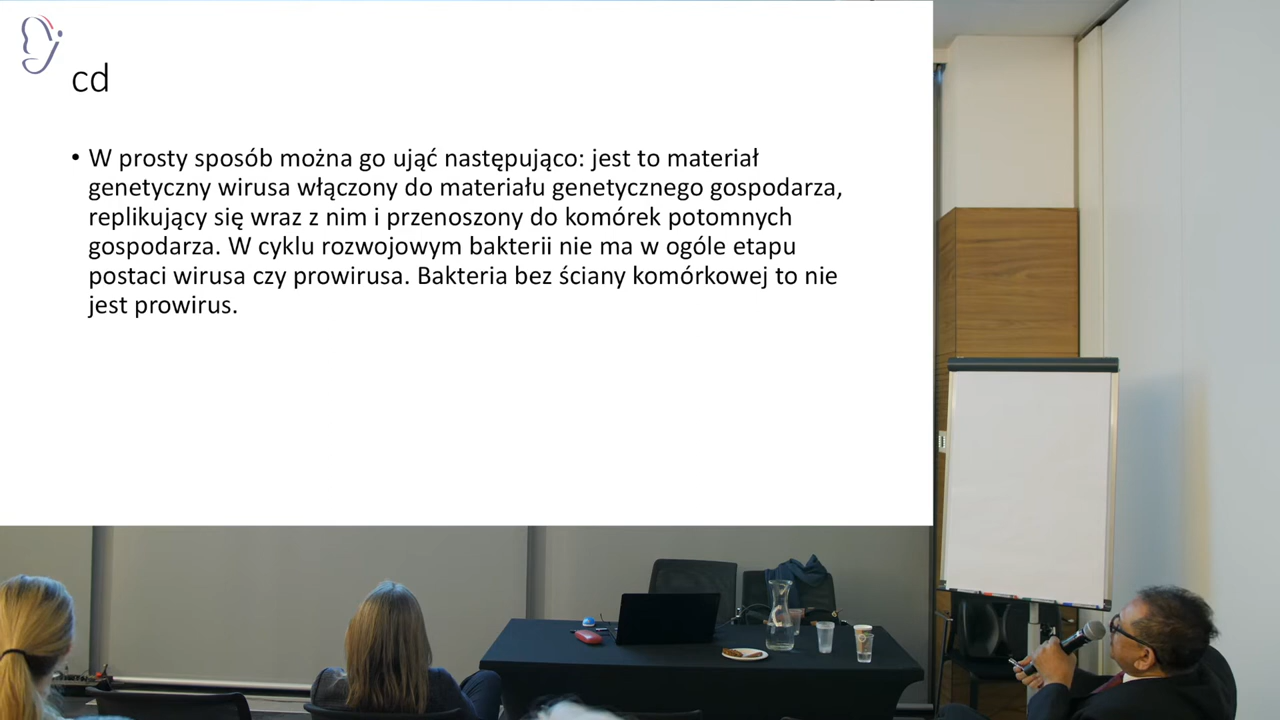 cd
• W prosty sposób można go ująć następująco: jest to materiał
genetyczny wirusa włączony do materiału genetycznego gospodarza,
replikujący się wraz z nim i przenoszony do komórek potomnych
gospodarza. W cyklu rozwojowym bakterii nie ma w ogóle etapu
postaci wirusa czy prowirusa. Bakteria bez ściany komórkowej to nie
jest prowirus.